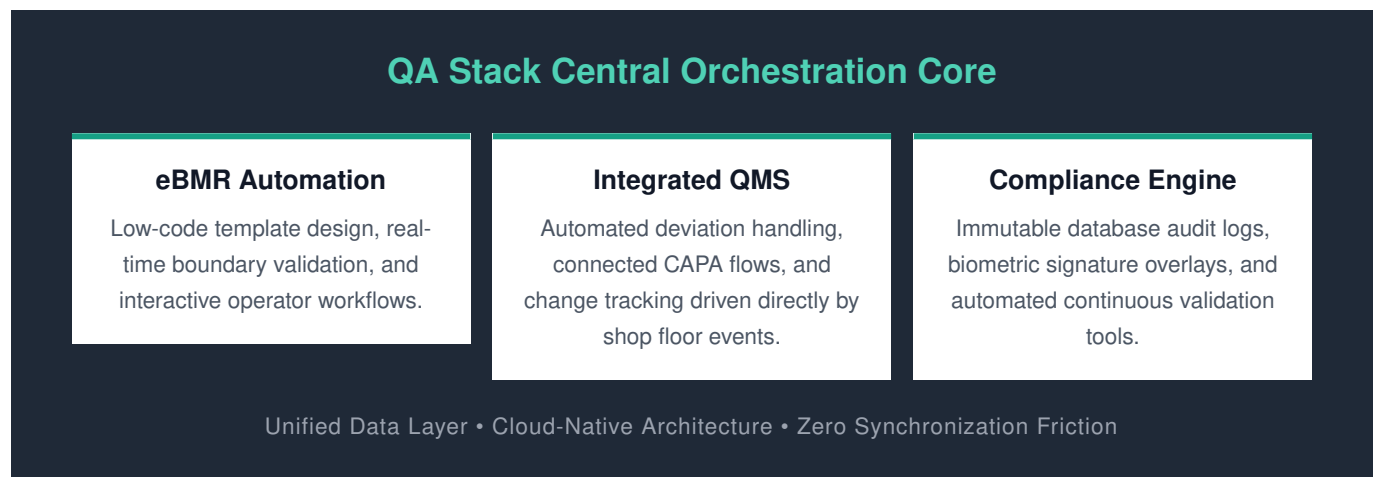 QA Stack Central Orchestration Core
eBMR Automation
Low-code template design, real-
time boundary validation, and
interactive operator workflows.
Integrated QMS
Automated deviation handling,
connected CAPA flows, and
change tracking driven directly by
shop floor events.
Compliance Engine
Immutable database audit logs,
biometric signature overlays, and
automated continuous validation
tools.
Unified Data Layer • Cloud-Native Architecture • Zero Synchronization Friction